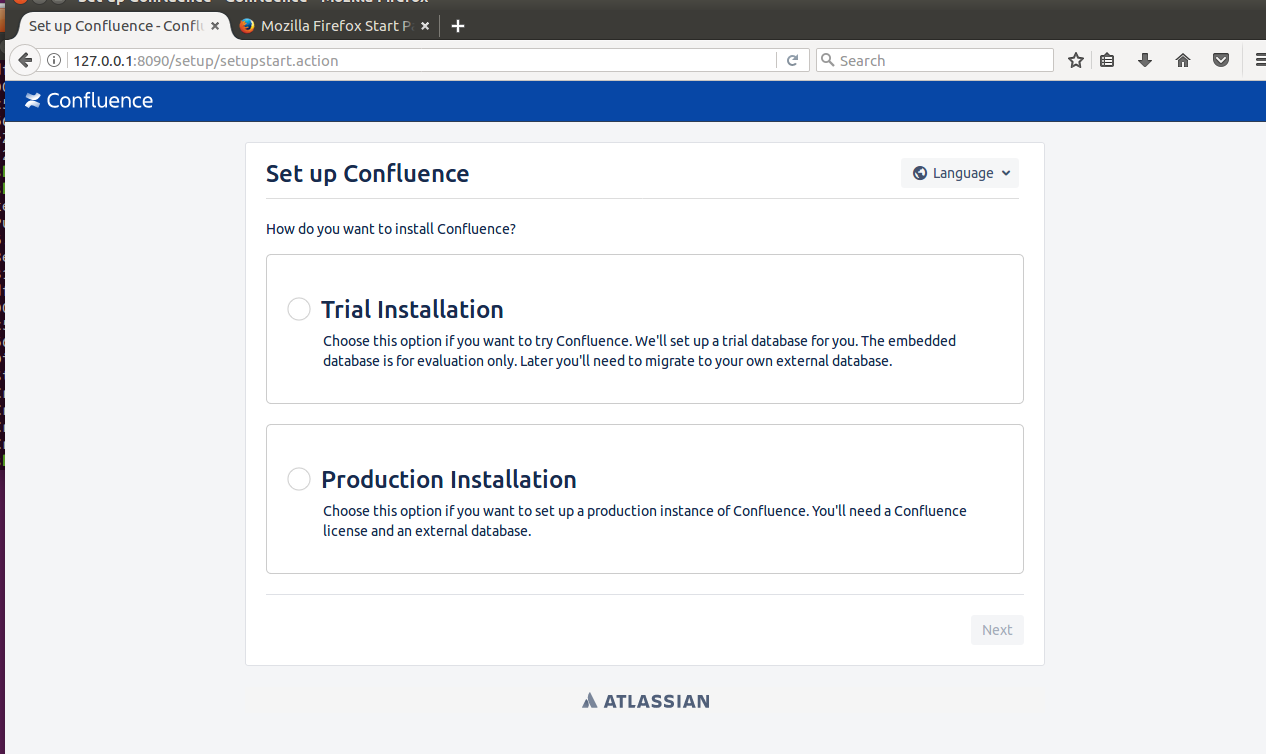 Set up Confluence - Confluence - Mozilla Firefox
Set up Confluence - Confl
Mozilla Firefox Start P
127.0.0.1:8090/setup/setupstart.action
Search
Confluence
Set up Confluence
Language
How do you want to install Confluence?
Trial Installation
Choose this option if you want to try Confluence. We'll set up a trial database for you. The embedded
database is for evaluation only. Later you'll need to migrate to your own external database.
Production Installation
Choose this option if you want to set up a production instance of Confluence. You'll need a Confluence
license and an external database.
Next
ATLASSIAN